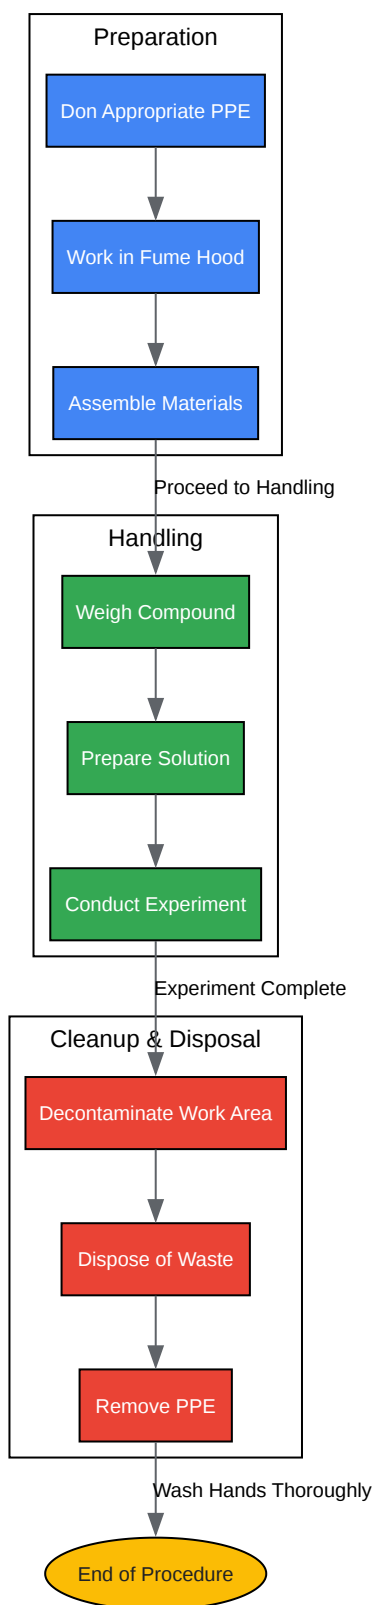 Preparation
Don Appropriate PPE
Work in Fume Hood
Assemble Materials
Proceed to Handling
Handling
Weigh Compound
Prepare Solution
Conduct Experiment
Experiment Complete
Cleanup & Disposal
Decontaminate Work Area
Dispose of Waste
Remove PPE
Wash Hands Thoroughly
End of Procedure